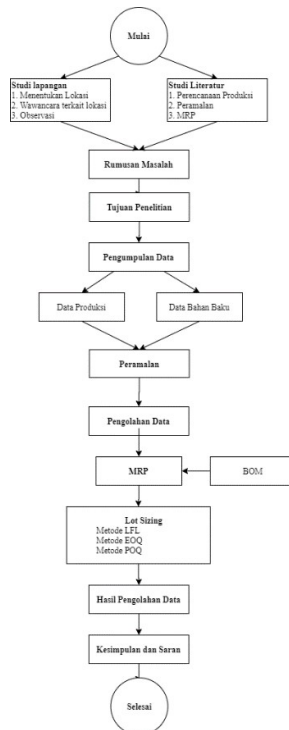 Mulai
Studi lapangan
1. Menentukan Lokasi
2. Wawancara terkait lokasi
3. Observasi
Studi Literatur
1. Perencanaan Produksi
2. Peramalan
3. MRP
Rumusan Masalah
Tujuan Penelitian
Pengumpulan Data
Data Produksi
Data Bahan Baku
Peramalan
Pengolahan Data
MRP
BOM
Lot Sizing
Metode LFL
Metode EOQ
Metode POQ
Hasil Pengolahan Data
Kesimpulan dan Saran
Selesai